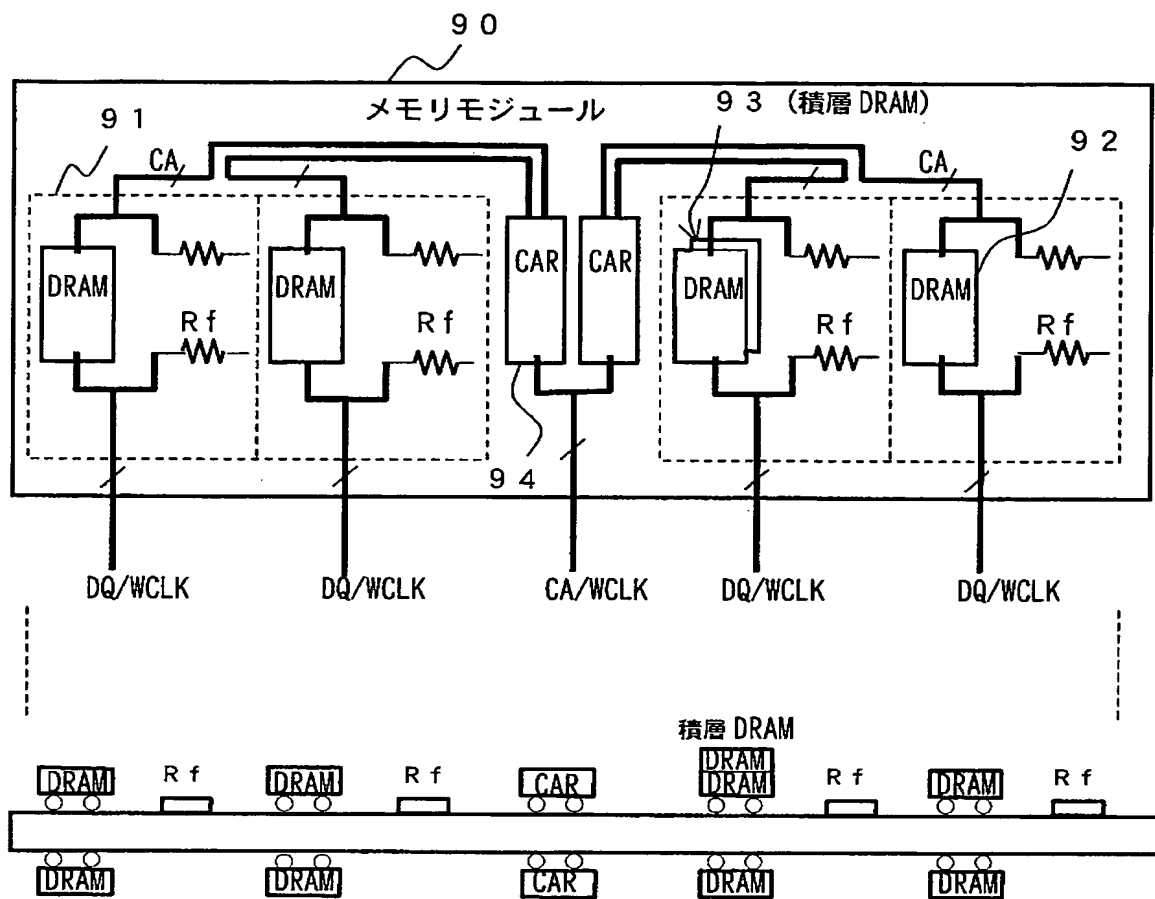 90
メモリモジュール
93 (積層DRAM)
91
92
CA
CA
DRAM
DRAM
CAR
CAR
DRAM
DRAM
Rf
Rf
Rf
Rf
94
DQ/WCLK
DQ/WCLK
CA/WCLK
DQ/WCLK
DQ/WCLK
積層DRAM
DRAM
Rf
DRAM
Rf
CAR
DRAM
DRAM
Rf
DRAM
Rf
DRAM
DRAM
CAR
DRAM
DRAM